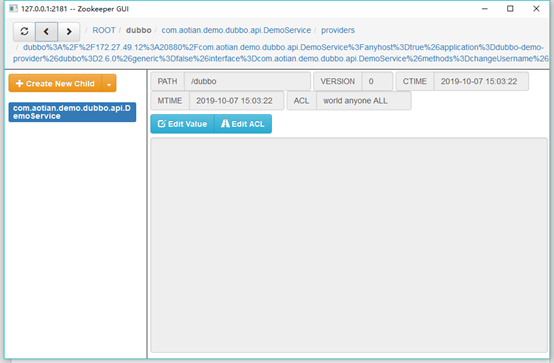 127.0.0.1:2181 -- Zookeeper GUI
/ ROOT / dubbo / com.aotian.demo.dubbo.api.DemoService / providers
/ dubbo%3A%2F%2F172.27.49.12%3A20880%2Fcom.aotian.demo.dubbo.api.DemoService%3Fanyhost%3Dtrue%26application%3Ddubbo-demo-
provider%26dubbo%3D2.6.0%26generic%3Dfalse%26interface%3Dcom.aotian.demo.dubbo.api.DemoService%26methods%3DchangeUsername%26
Create New Child
com.aotian.demo.dubbo.api.D
emoService
PATH /dubbo VERSION 0 CTIME 2019-10-07 15:03:22
MTIME 2019-10-07 15:03:22 ACL world anyone ALL
Edit Value Edit ACL